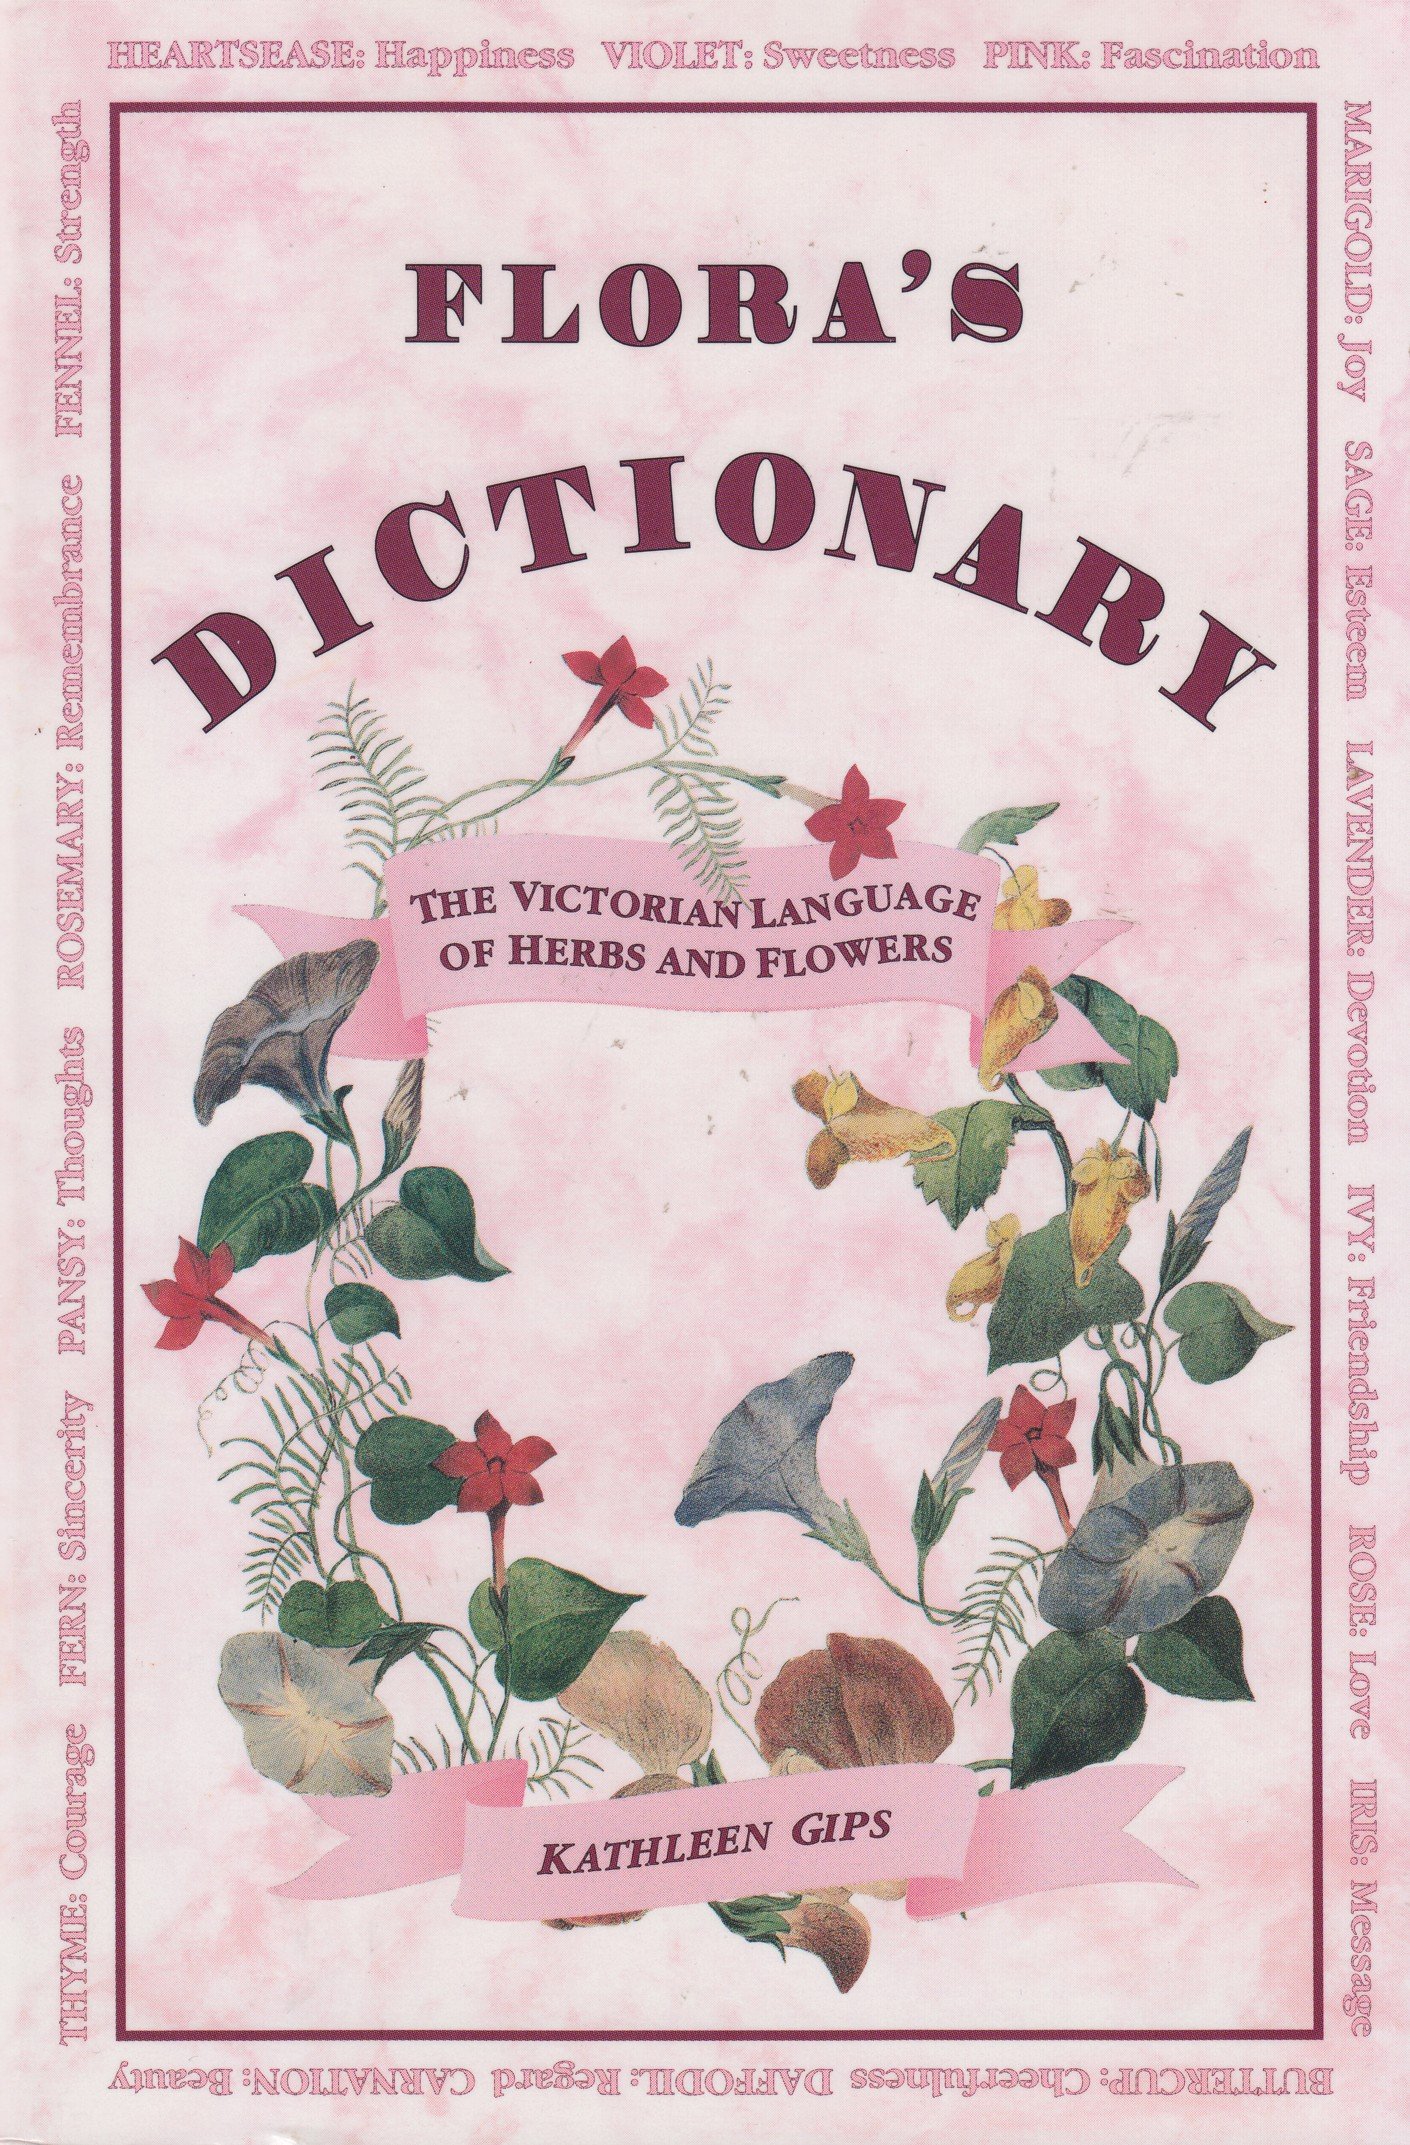 HEARTSEASE: Happiness VIOLET: Sweetness PINK: Fascination
MARIGOLD: Joy SAGE: Esteem LAVENDER: Devotion IVY: Friendship ROSE: Love IRIS: Message
BUTTERCUP: Cheerfulness DAFFODIL: Regard CARNATION: Beauty
THYME: Courage FERN: Sincerity PANSY: Thoughts ROSEMARY: Remembrance FENNEL: Strength
FLORA'S
DICTIONARY
THE VICTORIAN LANGUAGE
OF HERBS AND FLOWERS
KATHLEEN GIPS